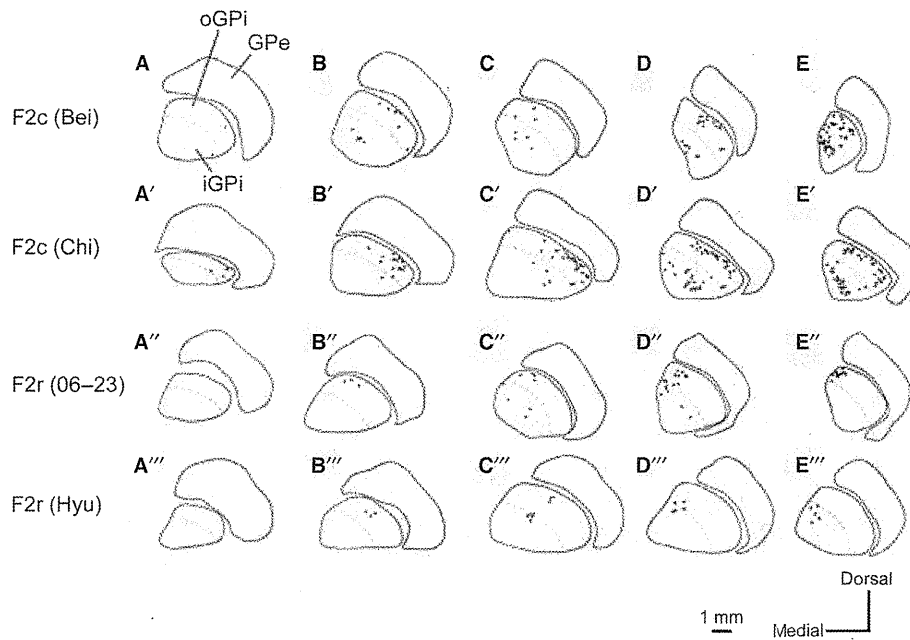 oGPi
GPe
A B C D E
F2c (Bei)
iGPi
A′ B′ C′ D′ E′
F2c (Chi)
A″ B″ C″ D″ E″
F2r (06–23)
A‴ B‴ C‴ D‴ E‴
F2r (Hyu)
Dorsal
1 mm Medial